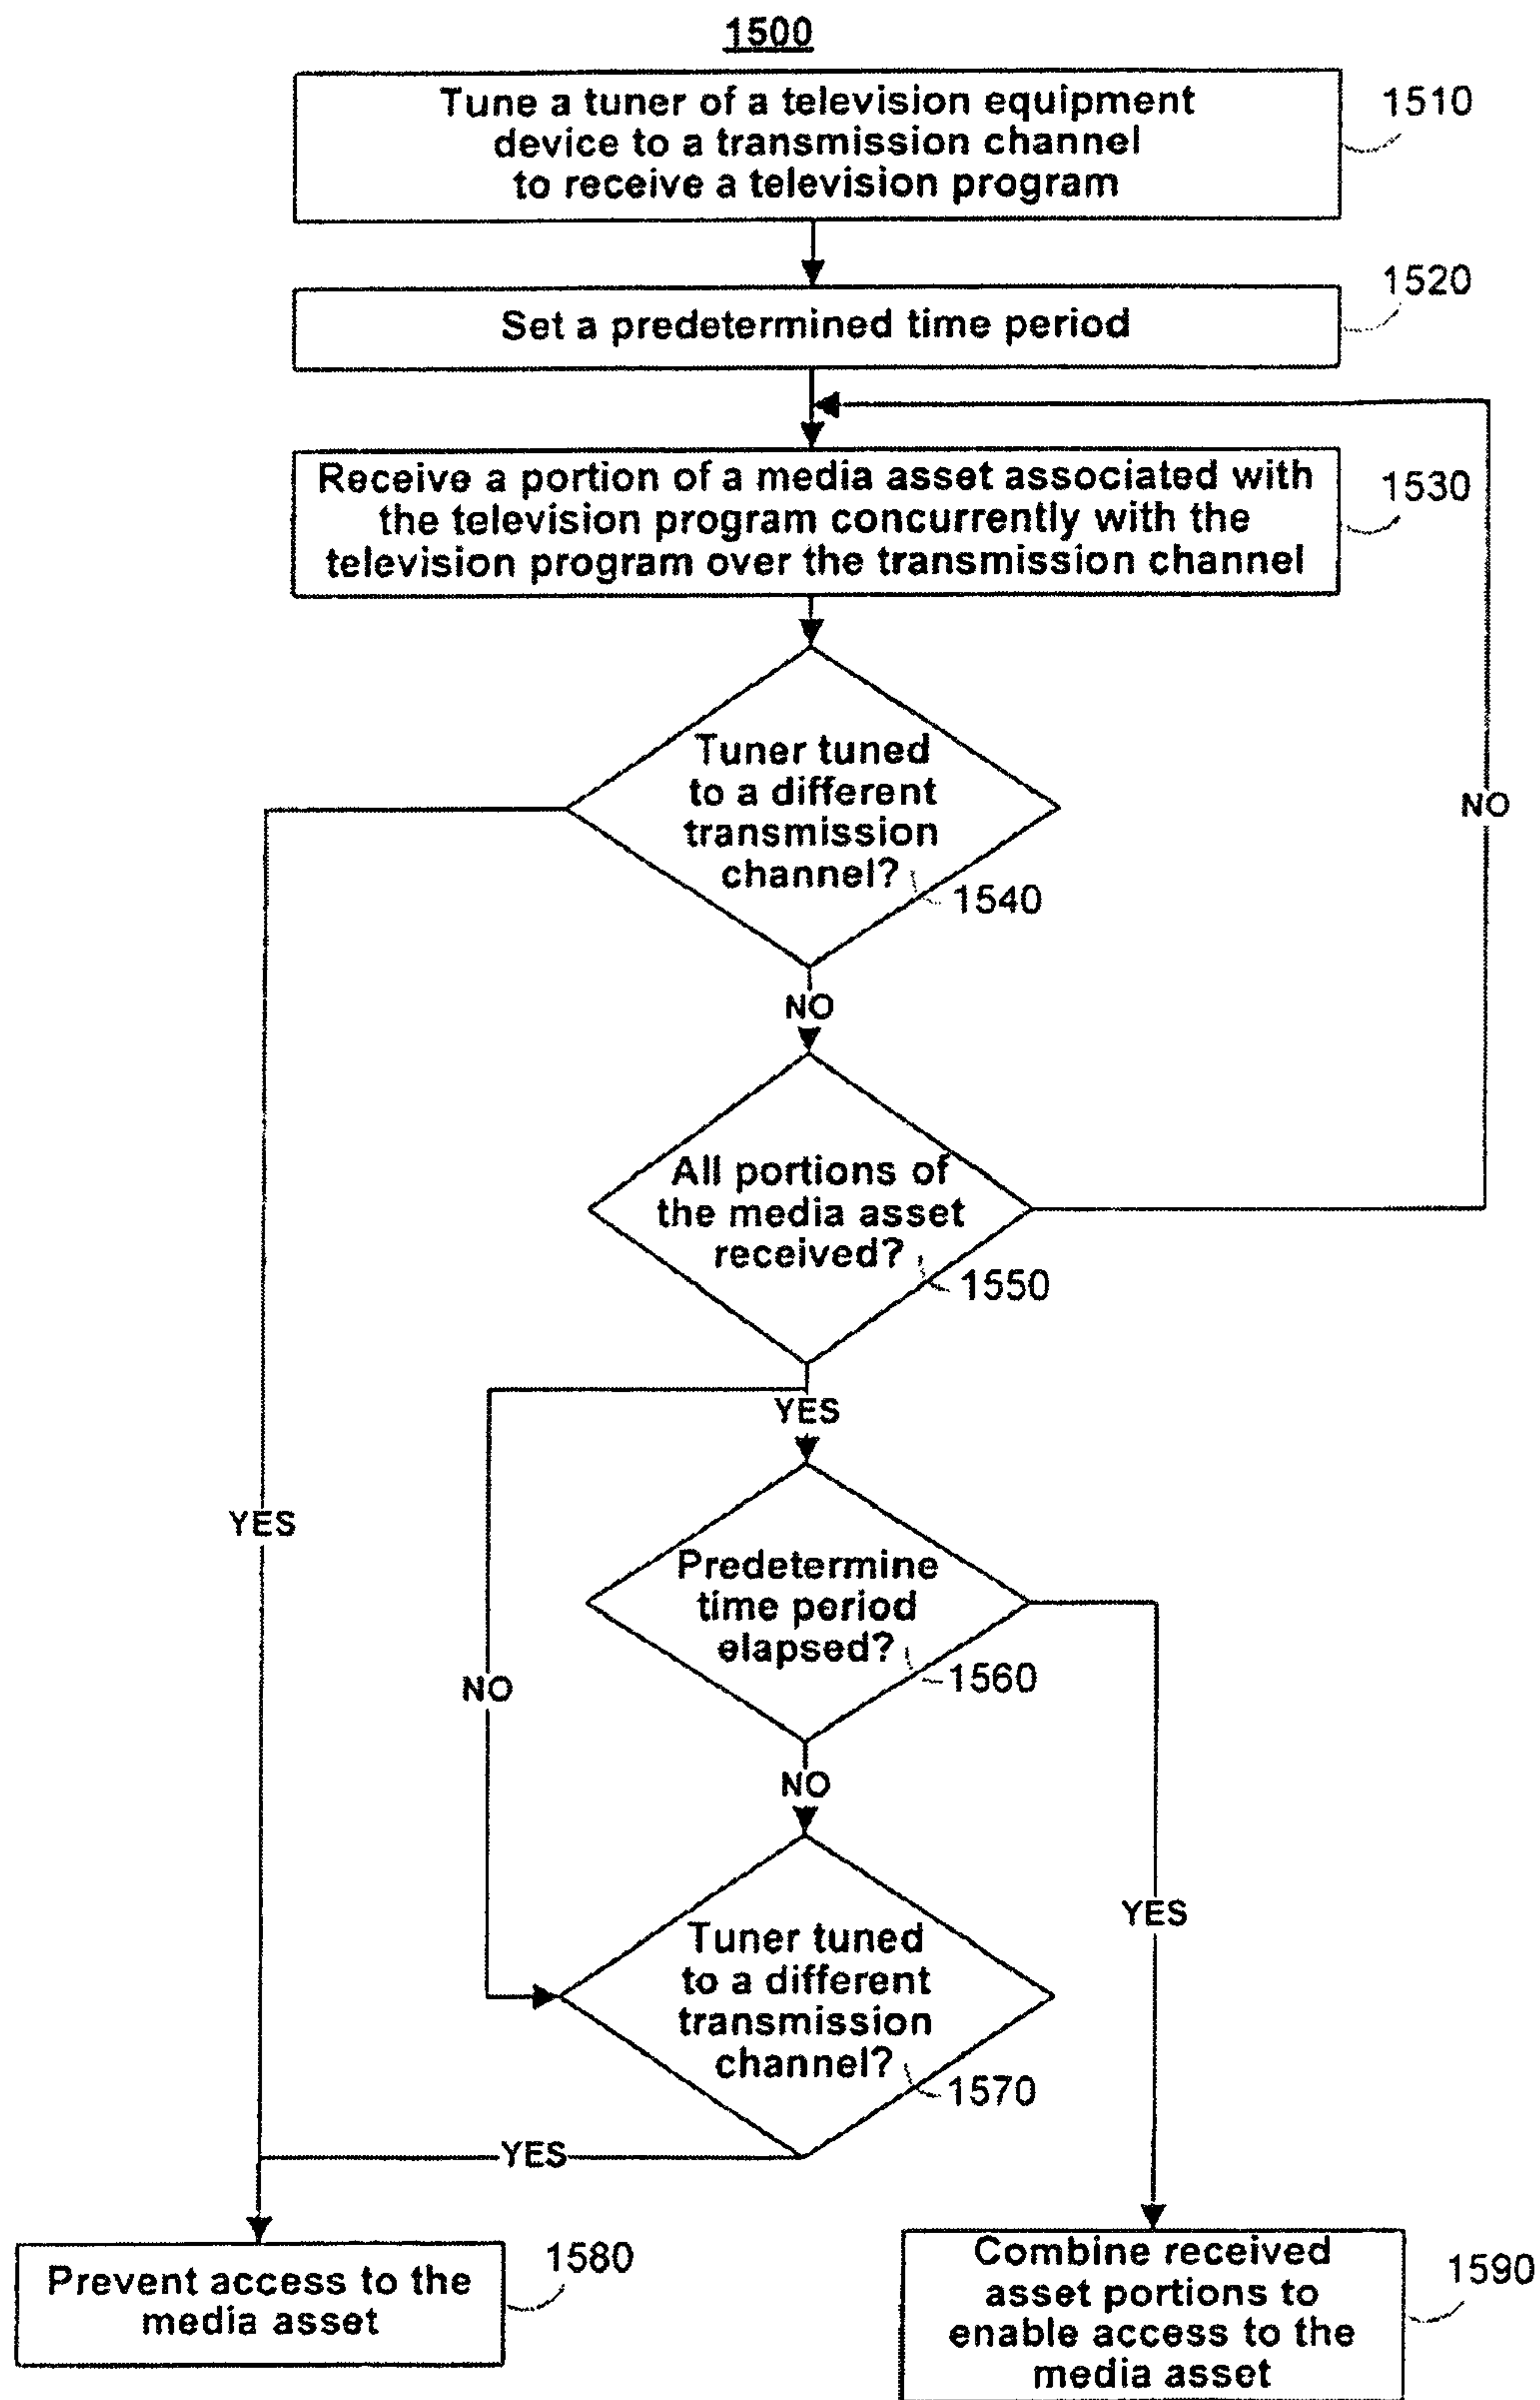 1500
Tune a tuner of a television equipment
device to a transmission channel
to receive a television program
1510
Set a predetermined time period
1520
Receive a portion of a media asset associated with
the television program concurrently with the
television program over the transmission channel
1530
Tuner tuned
to a different
transmission
channel?
1540
NO
NO
All portions of
the media asset
received?
1550
YES
YES
Predetermine
time period
elapsed?
1560
NO
NO
Tuner tuned
to a different
transmission
channel?
1570
YES
YES
Prevent access to the
media asset
1580
Combine received
asset portions to
enable access to the
media asset
1590